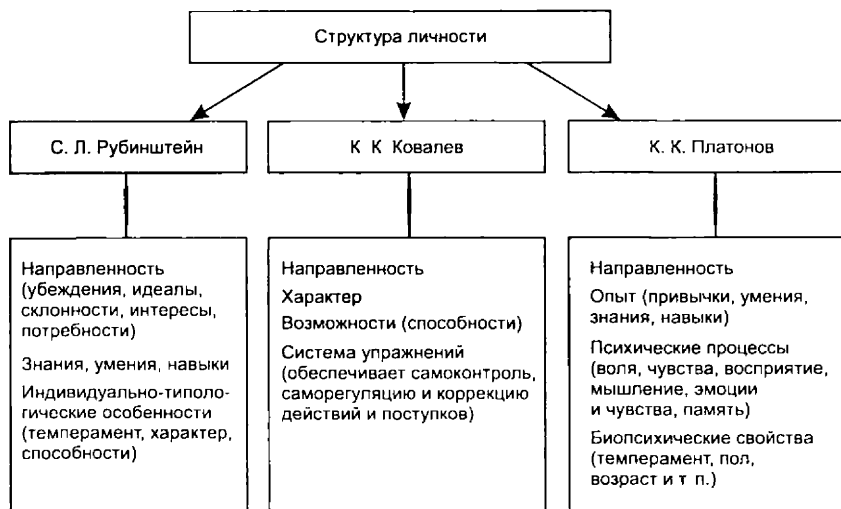 Структура личности
С. Л. Рубинштейн
К К Ковалев
К. К. Платонов
Направленность
(убеждения, идеалы,
склонности, интересы,
потребности)
Знания, умения, навыки
Индивидуально-типоло-
гические особенности
(темперамент, характер,
способности)
Направленность
Характер
Возможности (способности)
Система упражнений
(обеспечивает самоконтроль,
саморегуляцию и коррекцию
действий и поступков)
Направленность
Опыт (привычки, умения,
знания, навыки)
Психические процессы
(воля, чувства, восприятие,
мышление, эмоции
и чувства, память)
Биопсихические свойства
(темперамент, пол,
возраст и т п.)